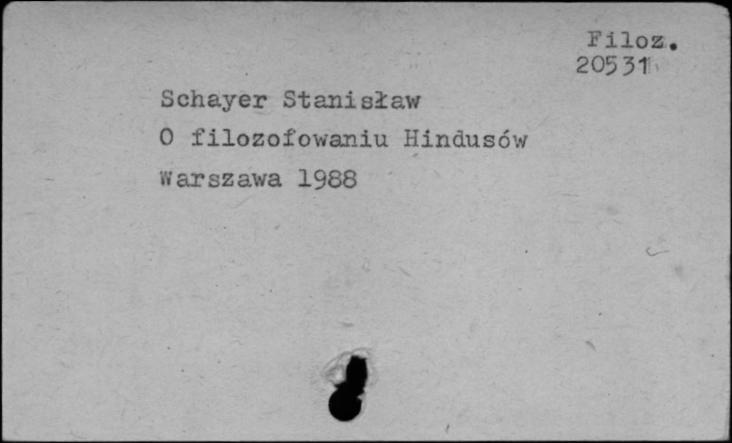 Filoz.
20531
Schayer Stanisław
O filozofowaniu Hindusów
Warszawa 1988